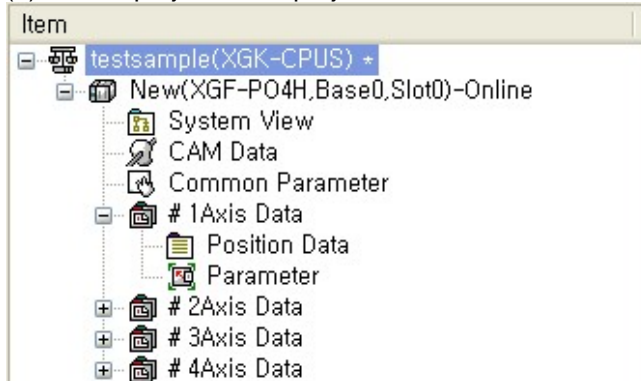 Item
testsample(XGK-CPUS) *
New(XGF-PO4H,Base0,Slot0)-Online
System View
CAM Data
Common Parameter
# 1Axis Data
Position Data
Parameter
# 2Axis Data
# 3Axis Data
# 4Axis Data